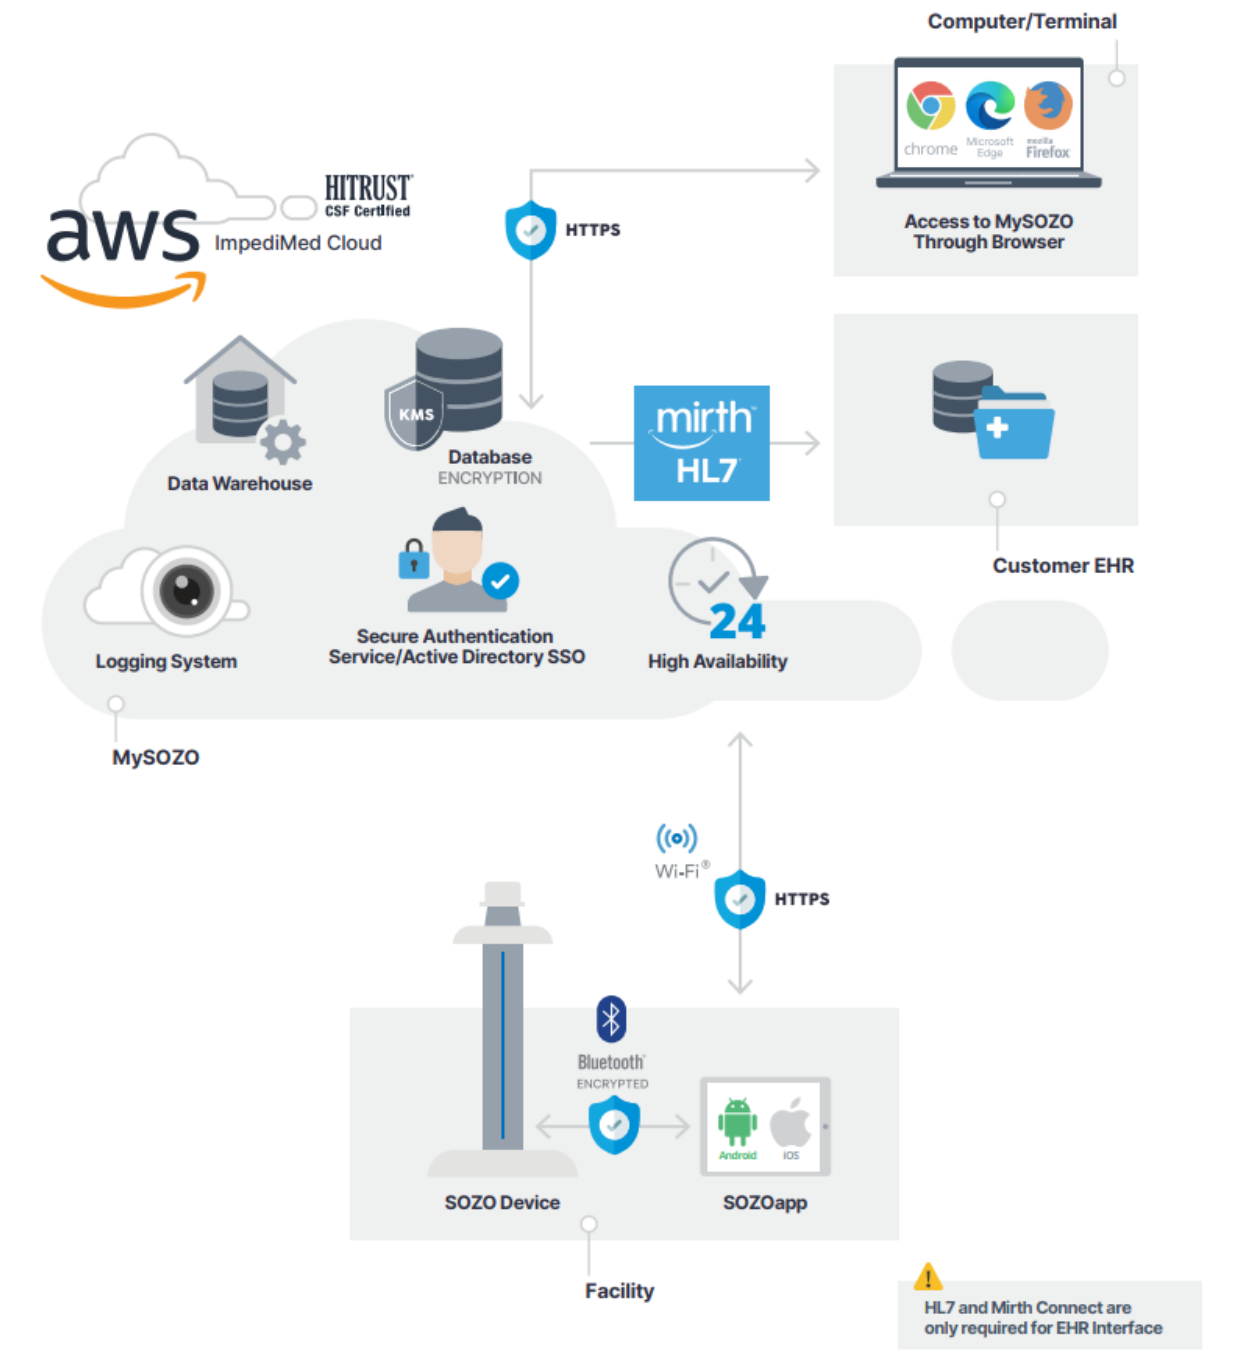 Computer/Terminal
chrome
Microsoft
Edge
mozilla
Firefox
Access to MySOZO
Through Browser
HITRUST
CSF Certified
aws
ImpediMed Cloud
HTTPS
KMS
Database
ENCRYPTION
Data Warehouse
mirth™
HL7
Customer EHR
Logging System
Secure Authentication
Service/Active Directory SSO
24
High Availability
MySOZO
Wi-Fi®
HTTPS
Bluetooth
ENCRYPTED
Android
iOS
SOZO Device
SOZOapp
Facility
!
HL7 and Mirth Connect are
only required for EHR Interface